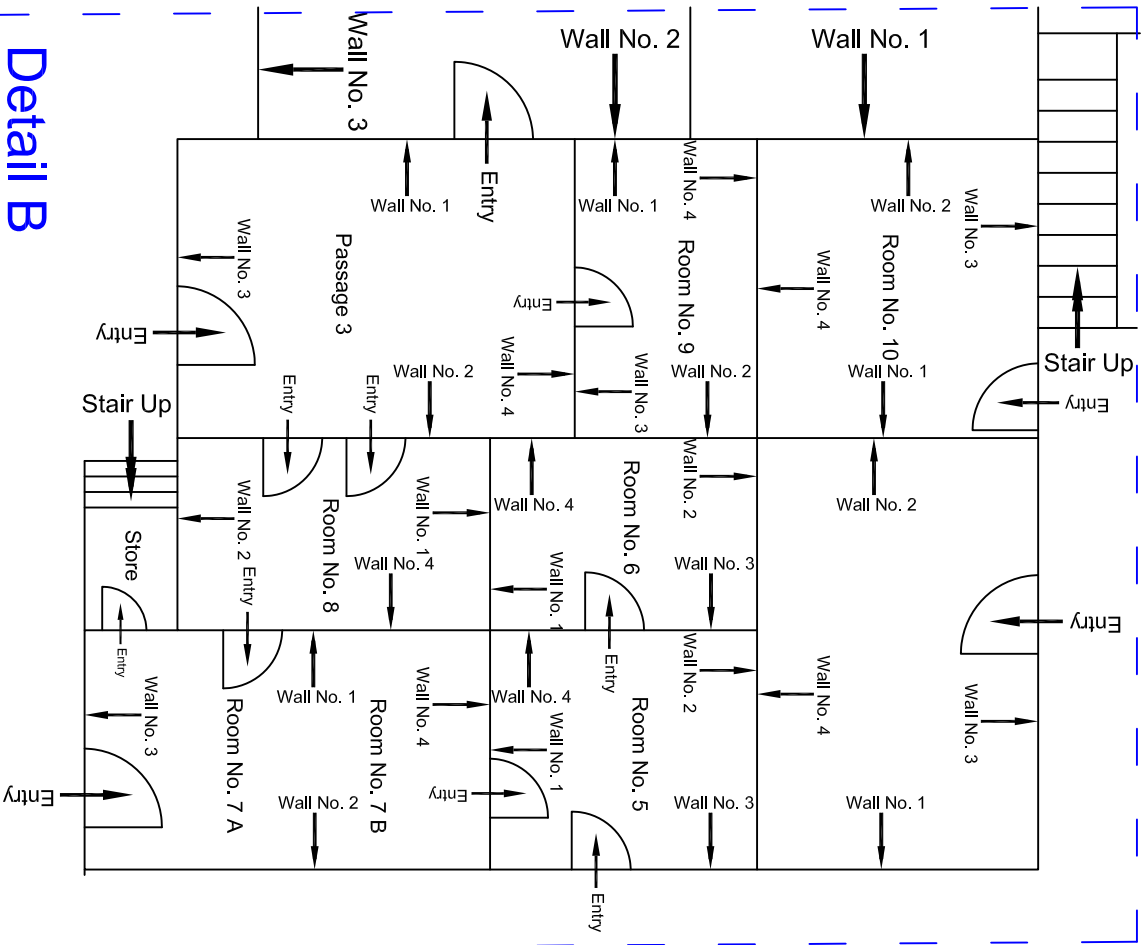 Detail B
Wall No. 3
Wall No. 2
Wall No. 1
Entry
Stair Up
Wall No. 1
Wall No. 3
Passage 3
Entry
Wall No. 2
Wall No. 4
Wall No. 1
Wall No. 4
Room No. 9
Entry
Wall No. 3
Wall No. 2
Wall No. 2
Wall No. 3
Room No. 10
Wall No. 4
Wall No. 1
Entry
Stair Up
Store
Entry
Entry
Entry
Wall No. 2
Room No. 8
Wall No. 1
Wall No. 4
Entry
Wall No. 4
Room No. 6
Wall No. 2
Wall No. 1
Wall No. 3
Entry
Wall No. 2
Entry
Wall No. 4
Wall No. 3
Wall No. 1
Wall No. 3
Entry
Room No. 7 A
Wall No. 1
Room No. 7 B
Wall No. 4
Wall No. 2
Entry
Wall No. 4
Wall No. 1
Room No. 5
Wall No. 2
Wall No. 3
Entry